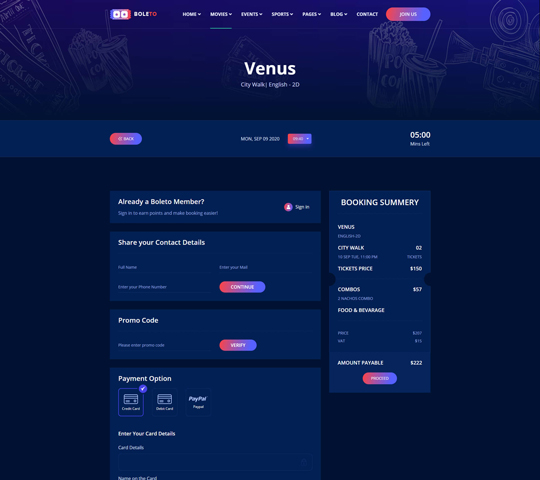 BOLETO
HOME MOVIES EVENTS SPORTS PAGES BLOG CONTACT JOIN US
Venus
City Walk| English - 2D
BACK
MON, SEP 09 2020
09:40
05:00
Mins Left
Already a Boleto Member?
Sign in to earn points and make booking easier!
Sign in
Share your Contact Details
Full Name
Enter your Mail
Enter your Phone Number
CONTINUE
Promo Code
Please enter promo code
VERIFY
Payment Option
Credit Card
Debit Card
PayPal
Paypal
Enter Your Card Details
Card Details
Name on the Card
BOOKING SUMMERY
VENUS
ENGLISH-2D
CITY WALK 02
10 SEP TUE, 11:00 PM TICKETS
TICKETS PRICE $150
COMBOS $57
2 NACHOS COMBO
FOOD & BEVARAGE
PRICE $207
VAT $15
AMOUNT PAYABLE $222
PROCEED